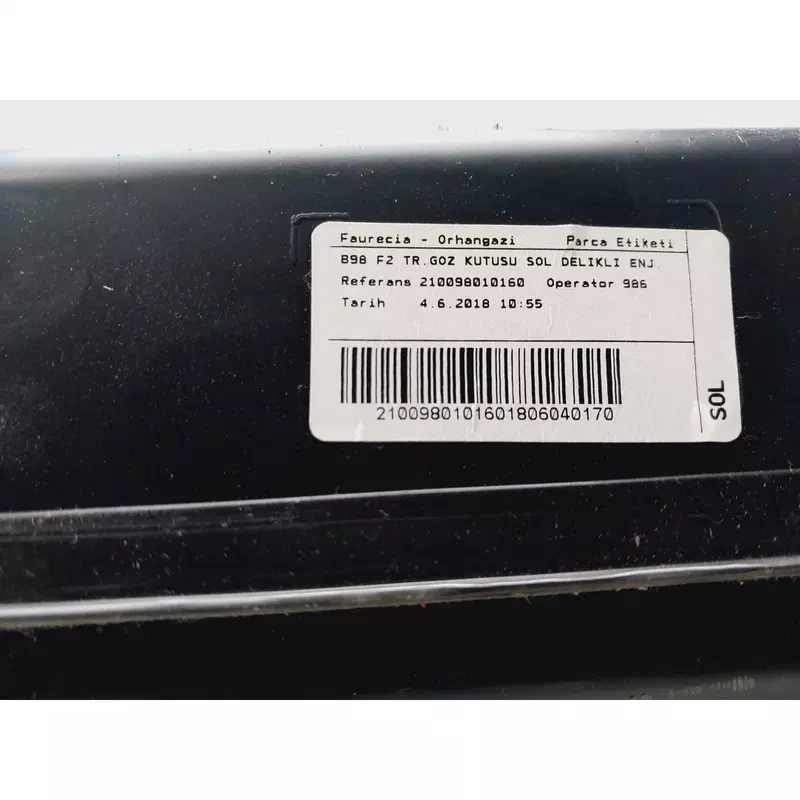 Faurecia - Orhangazi Parca Etiketi
B98 F2 TR.GOZ KUTUSU SOL DELIKLI ENJ.
Referans 210098010160 Operator 986
Tarih 4.6.2018 10:55
SOL
2100980101601806040170